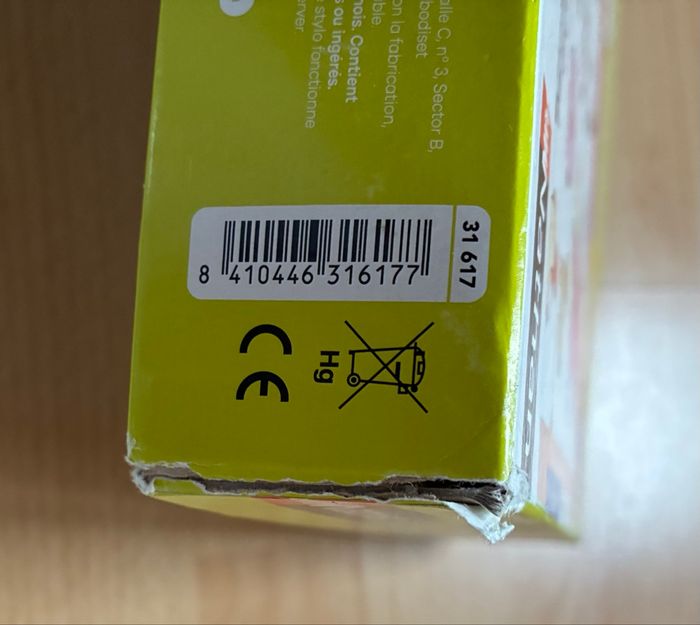 alle C, nº 3, Sector B,
bodiset
on la fabrication,
ble
nois. Contient
s ou ingérés.
stylo fonctionne
erver
31 617
8 410446 316177
CE
Hg